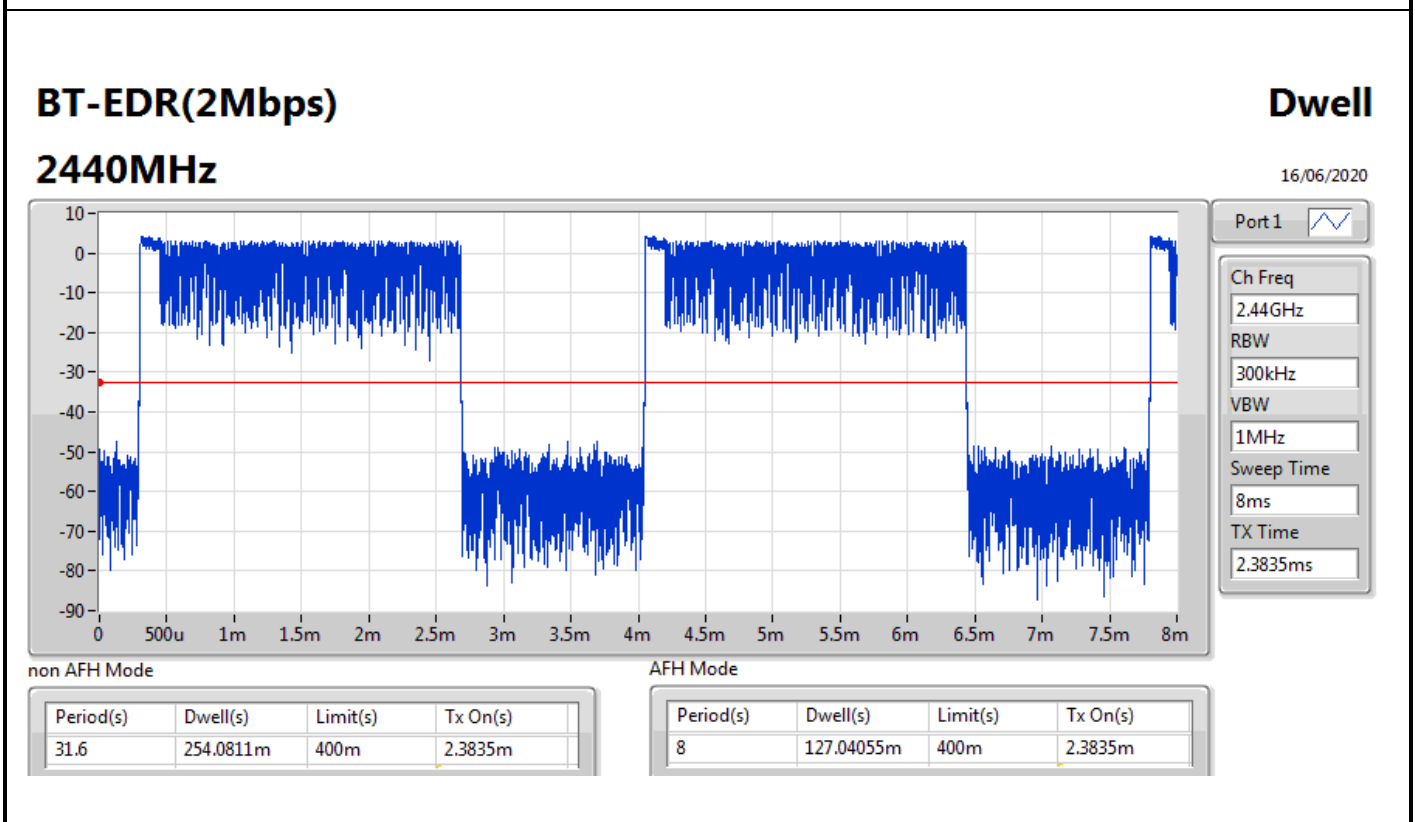 BT-EDR(2Mbps)
Dwell
2440MHz
16/06/2020
10
0
-10
-20
-30
-40
-50
-60
-70
-80
-90
0 500u 1m 1.5m 2m 2.5m 3m 3.5m 4m 4.5m 5m 5.5m 6m 6.5m 7m 7.5m 8m
Port 1
Ch Freq
2.44GHz
RBW
300kHz
VBW
1MHz
Sweep Time
8ms
TX Time
2.3835ms
non AFH Mode
Period(s) Dwell(s) Limit(s) Tx On(s)
31.6 254.0811m 400m 2.3835m
AFH Mode
Period(s) Dwell(s) Limit(s) Tx On(s)
8 127.04055m 400m 2.3835m